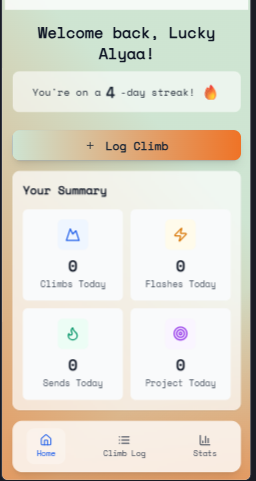 Welcome back, Lucky
Alyaa!
You're on a 4 -day streak! 🔥
+ Log Climb
Your Summary
0
Climbs Today
0
Flashes Today
0
Sends Today
0
Project Today
Home
Climb Log
Stats